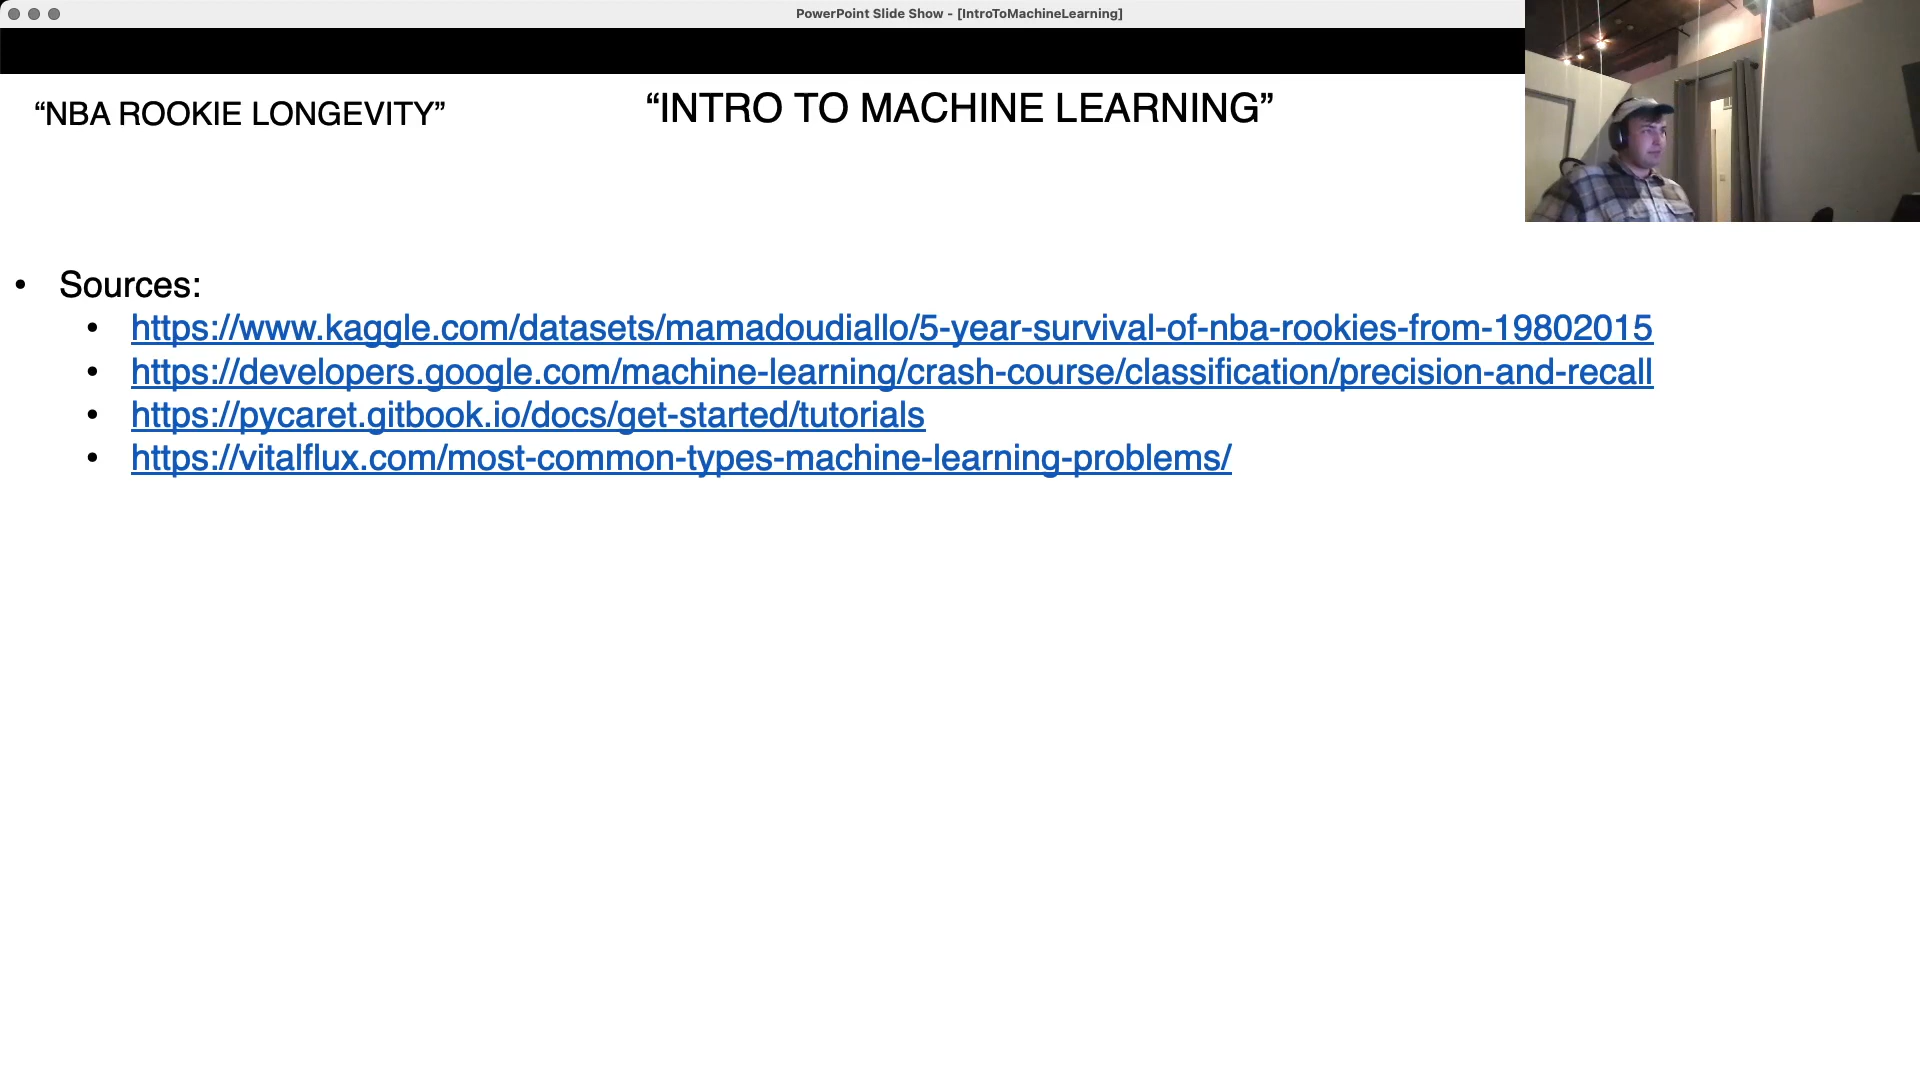 PowerPoint Slide Show - [IntroToMachineLearning]
“NBA ROOKIE LONGEVITY”
“INTRO TO MACHINE LEARNING”
• Sources:
• https://www.kaggle.com/datasets/mamadoudiallo/5-year-survival-of-nba-rookies-from-19802015
• https://developers.google.com/machine-learning/crash-course/classification/precision-and-recall
• https://pycaret.gitbook.io/docs/get-started/tutorials
• https://vitalflux.com/most-common-types-machine-learning-problems/